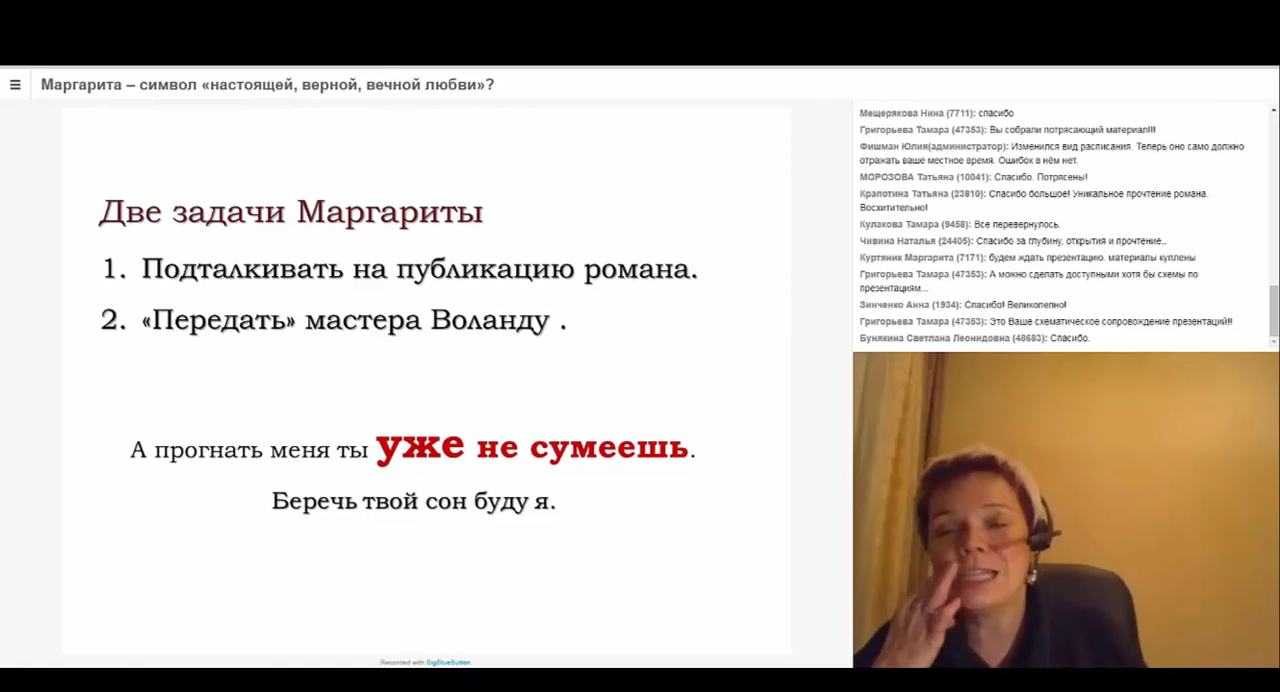 Маргарита – символ «настоящей, верной, вечной любви»?
Две задачи Маргариты
1. Подталкивать на публикацию романа.
2. «Передать» мастера Воланду .
А прогнать меня ты уже не сумеешь.
Беречь твой сон буду я.
Мещерякова Нина (7711): спасибо
Григорьева Тамара (47353): Вы собрали потрясающий материал!!!
Фишман Юлия(администратор): Изменился вид расписания. Теперь оно само должно
отражать ваше местное время. Ошибок в нём нет.
МОРОЗОВА Татьяна (10041): Спасибо. Потрясены!
Крапотина Татьяна (23810): Спасибо большое! Уникальное прочтение романа.
Восхитительно!
Кулакова Тамара (9458): Все перевернулось.
Чивина Наталья (24405): Спасибо за глубину, открытия и прочтение..
Куртяник Маргарита (7171): будем ждать презентацию. материалы куплены
Григорьева Тамара (47353): А можно сделать доступными хотя бы схемы по
презентациям...
Зинченко Анна (1934): Спасибо! Великолепно!
Григорьева Тамара (47353): Это Ваше схематическое сопровождение презентаций!!
Бунякина Светлана Леонидовна (48683): Спасибо.
Recorded with BigBlueButton.